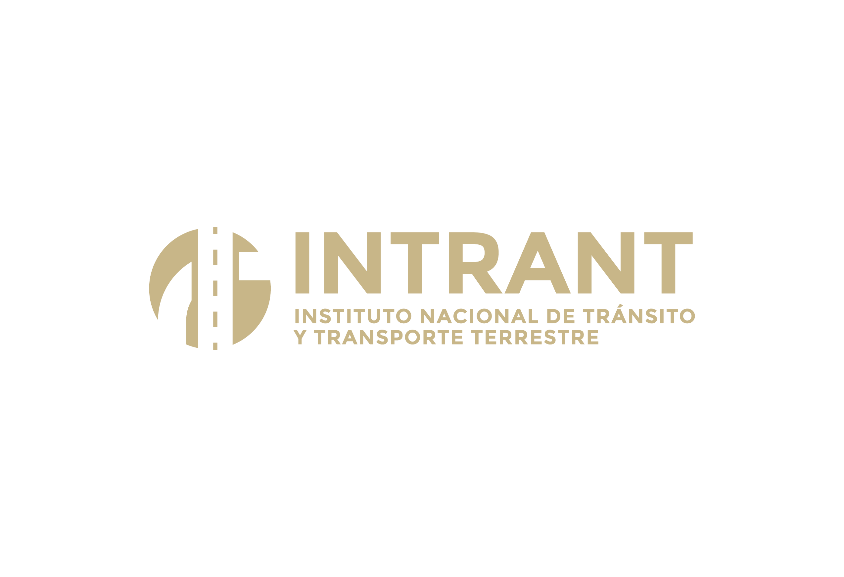 INTRANT
INSTITUTO NACIONAL DE TRÁNSITO
Y TRANSPORTE TERRESTRE